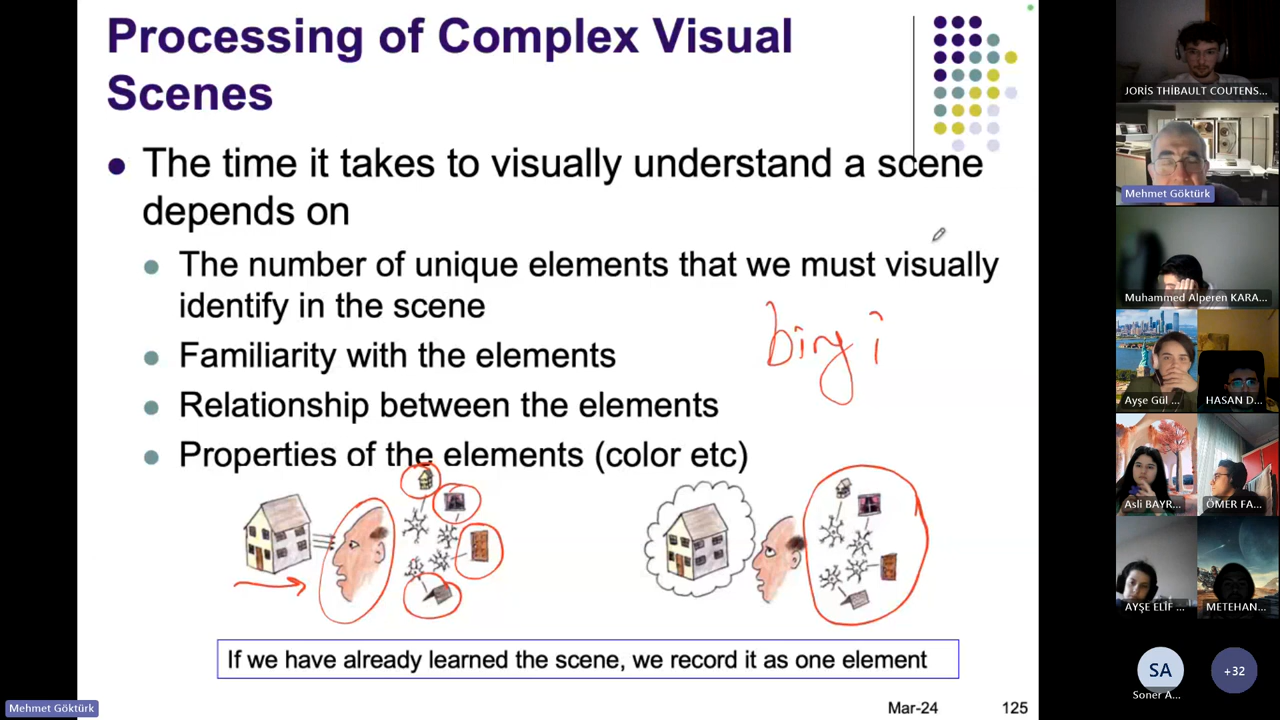 Processing of Complex Visual
Scenes
The time it takes to visually understand a scene
depends on
The number of unique elements that we must visually
identify in the scene
Familiarity with the elements
Relationship between the elements
Properties of the elements (color etc)
If we have already learned the scene, we record it as one element
Mar-24
125
Mehmet Göktürk
JORİS THİBAULT COUTENS...
Mehmet Göktürk
Muhammed Alperen KARA...
Ayşe Gül ...
HASAN D...
Asli BAYR...
ÖMER FA...
AYŞE ELİF ...
METEHAN...
SA
Soner A...
+32